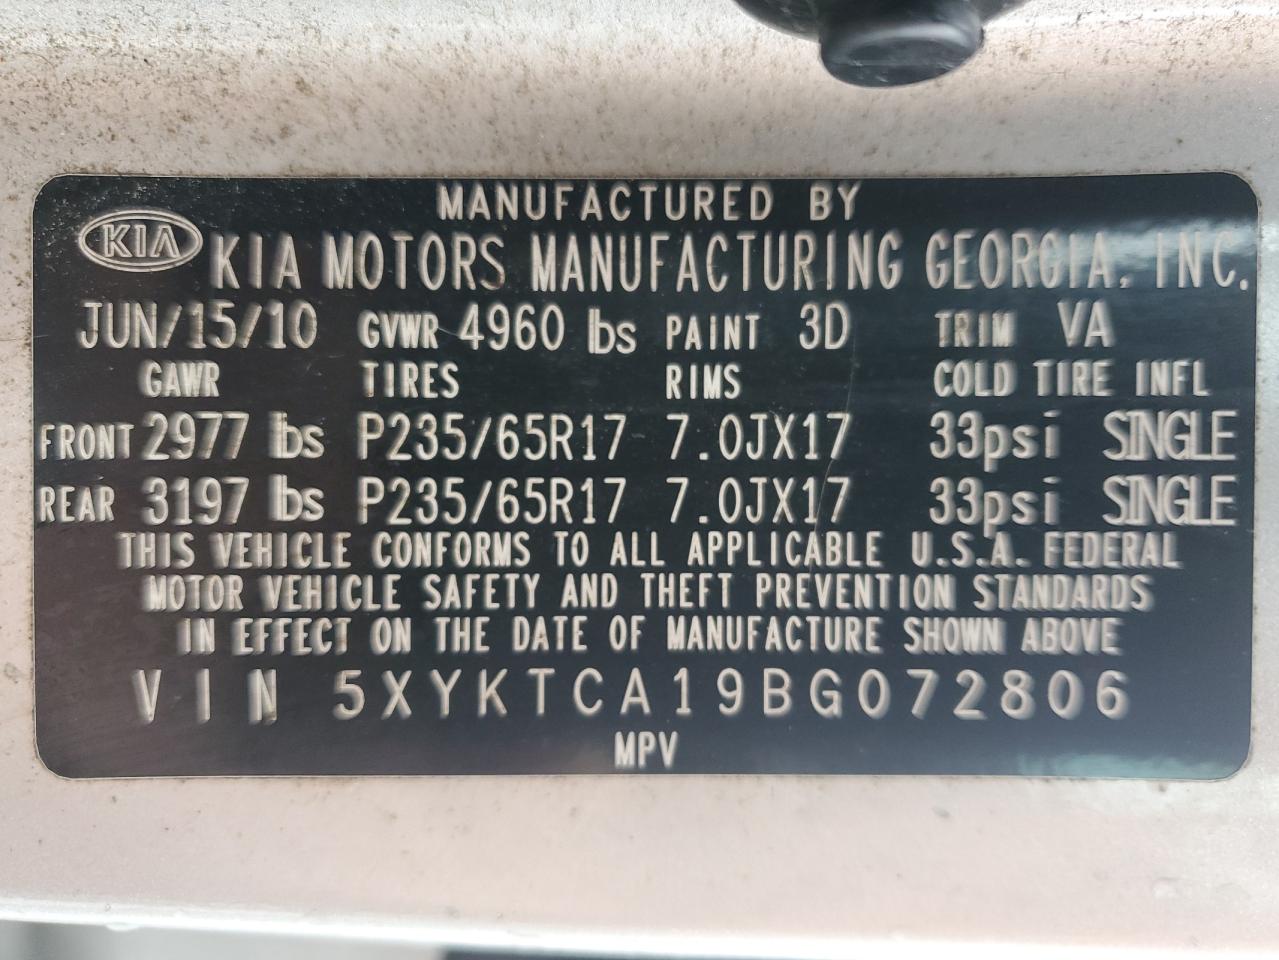 MANUFACTURED BY
KIA KIA MOTORS MANUFACTURING GEORGIA, INC.
JUN/15/10 GVWR 4960 lbs PAINT 3D TRIM VA
GAWR TIRES RIMS COLD TIRE INFL
FRONT 2977 lbs P235/65R17 7.0JX17 33psi SINGLE
REAR 3197 lbs P235/65R17 7.0JX17 33psi SINGLE
THIS VEHICLE CONFORMS TO ALL APPLICABLE U.S.A. FEDERAL
MOTOR VEHICLE SAFETY AND THEFT PREVENTION STANDARDS
IN EFFECT ON THE DATE OF MANUFACTURE SHOWN ABOVE
VIN 5XYKTCA19BG072806
MPV